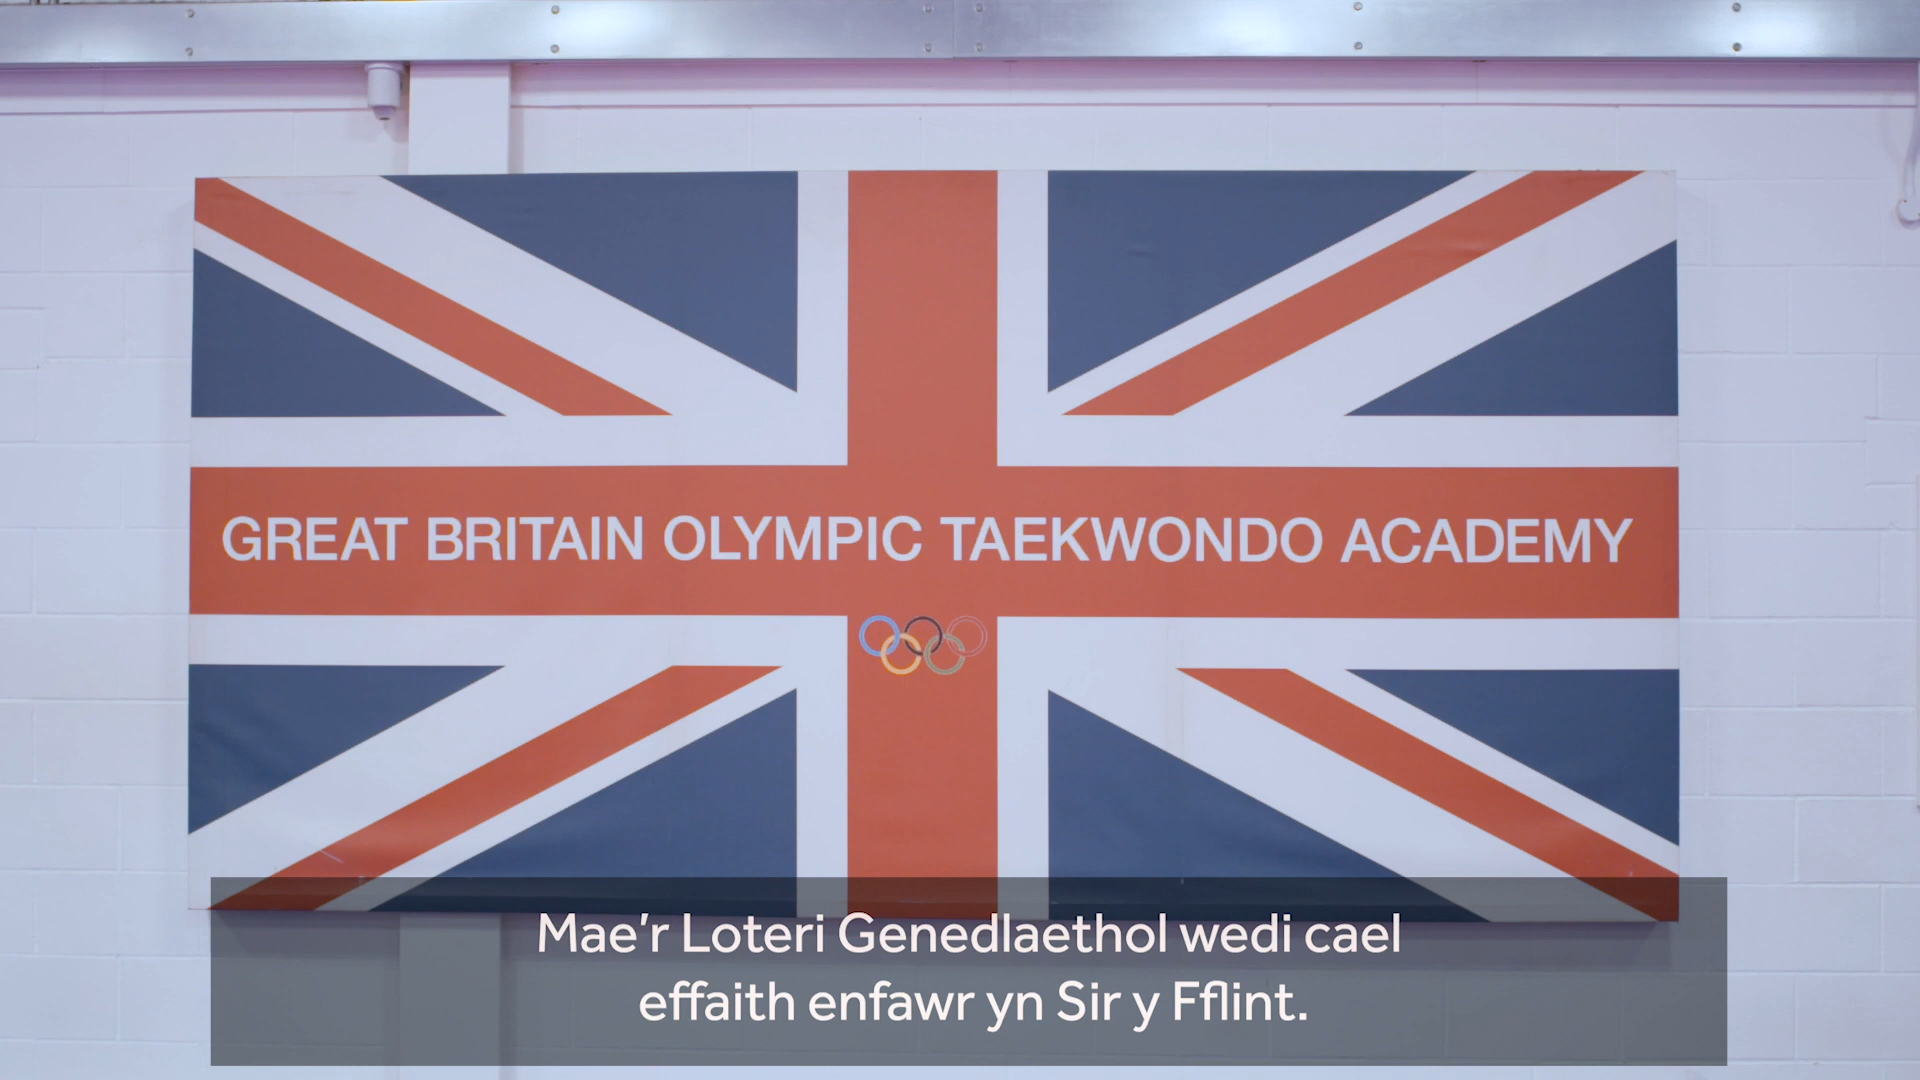 GREAT BRITAIN OLYMPIC TAEKWONDO ACADEMY
Mae'r Loteri Genedlaethol wedi cael
effaith enfawr yn Sir y Fflint.